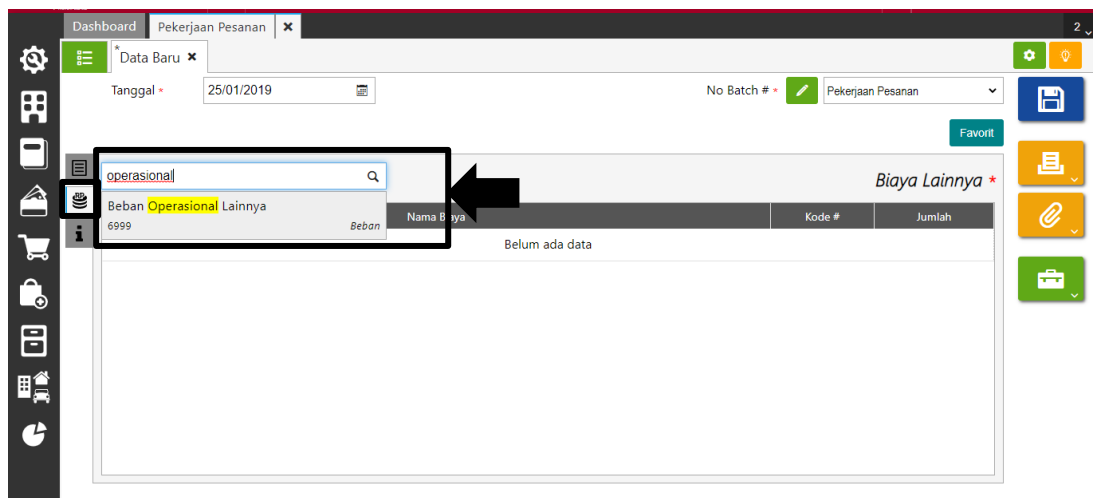 Dashboard Pekerjaan Pesanan ✖ 2
*Data Baru ✖
Tanggal * 25/01/2019 No Batch # * Pekerjaan Pesanan
Favorit
operasional
Biaya Lainnya *
Beban Operasional Lainnya
6999 Beban
Nama Kode # Jumlah
Belum ada data